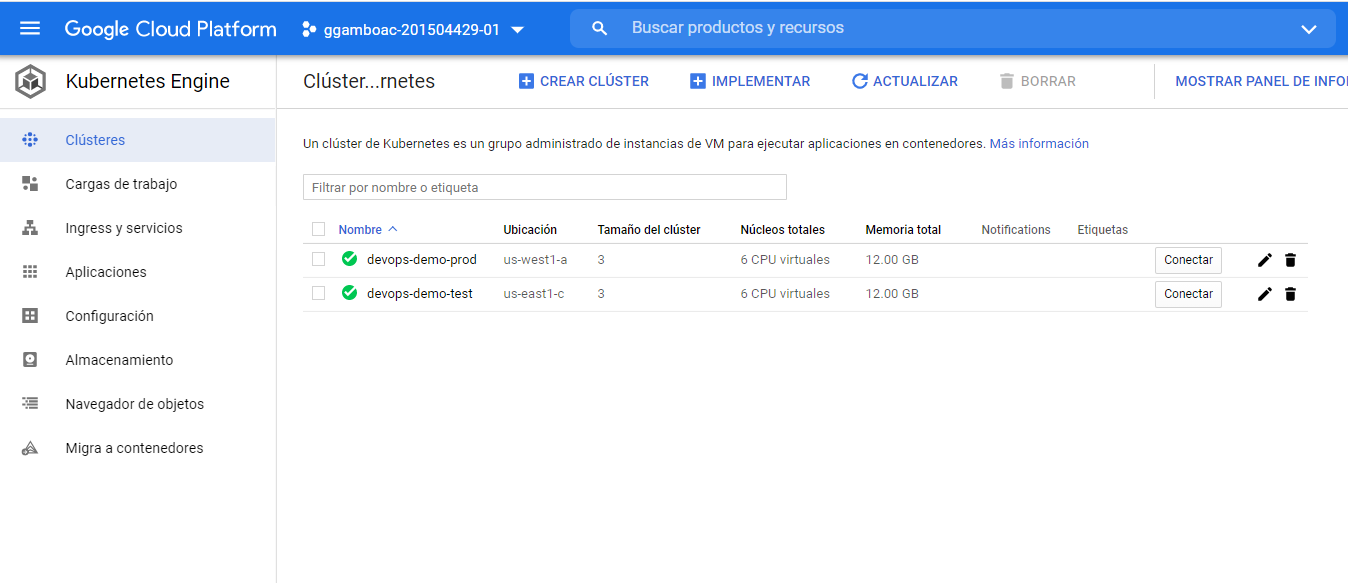 Google Cloud Platform ggamboac-201504429-01 Buscar productos y recursos
Kubernetes Engine Clúster...rnetes CREAR CLÚSTER IMPLEMENTAR ACTUALIZAR BORRAR MOSTRAR PANEL DE INFO
Clústeres
Cargas de trabajo
Ingress y servicios
Aplicaciones
Configuración
Almacenamiento
Navegador de objetos
Migra a contenedores
Un clúster de Kubernetes es un grupo administrado de instancias de VM para ejecutar aplicaciones en contenedores. Más información
Filtrar por nombre o etiqueta
Nombre Ubicación Tamaño del clúster Núcleos totales Memoria total Notifications Etiquetas
devops-demo-prod us-west1-a 3 6 CPU virtuales 12.00 GB Conectar
devops-demo-test us-east1-c 3 6 CPU virtuales 12.00 GB Conectar